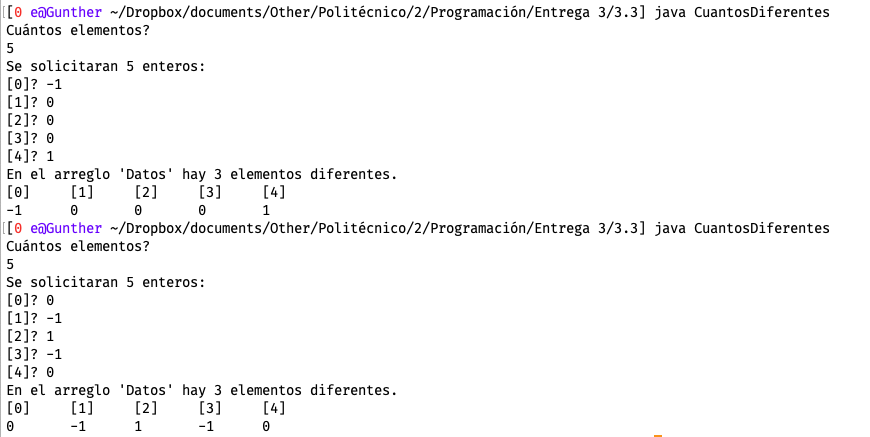 [[0 e@Gunther ~/Dropbox/documents/Other/Politécnico/2/Programación/Entrega 3/3.3] java CuantosDiferentes
Cuántos elementos?
5
Se solicitaran 5 enteros:
[0]? -1
[1]? 0
[2]? 0
[3]? 0
[4]? 1
En el arreglo 'Datos' hay 3 elementos diferentes.
[0]     [1]     [2]     [3]     [4]
-1      0       0       0       1
[[0 e@Gunther ~/Dropbox/documents/Other/Politécnico/2/Programación/Entrega 3/3.3] java CuantosDiferentes
Cuántos elementos?
5
Se solicitaran 5 enteros:
[0]? 0
[1]? -1
[2]? 1
[3]? -1
[4]? 0
En el arreglo 'Datos' hay 3 elementos diferentes.
[0]     [1]     [2]     [3]     [4]
0       -1      1       -1      0